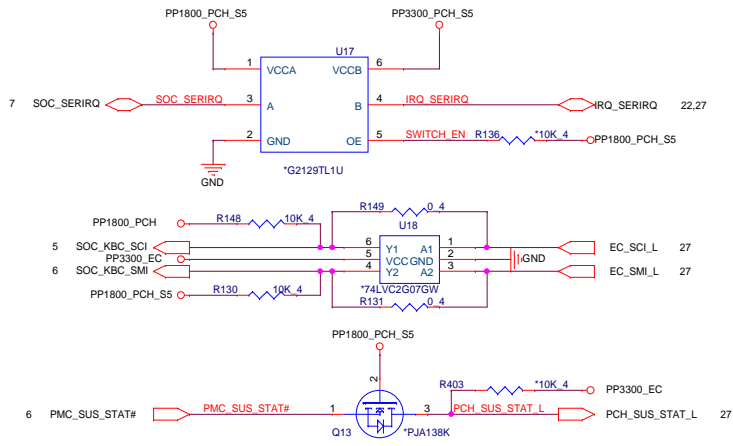 PP1800_PCH_S5 PP3300_PCH_S5
U17
1 VCCA VCCB 6
7 SOC_SERIRQ SOC_SERIRQ 3 A B 4 IRQ_SERIRQ IRQ_SERIRQ 22,27
2 GND OE 5 SWITCH_EN R136 *10K_4 PP1800_PCH_S5
*G2129TL1U
GND
R149 0_4
PP1800_PCH R148 10K_4 U18
5 SOC_KBC_SCI 6 Y1 A1 1 EC_SCI_L 27
PP3300_EC 5 VCC GND 2 GND
6 SOC_KBC_SMI 4 Y2 A2 3 EC_SMI_L 27
*74LVC2G07GW
PP1800_PCH_S5 R130 10K_4 R131 0_4
PP1800_PCH_S5
2
R403 *10K_4 PP3300_EC
6 PMC_SUS_STAT# PMC_SUS_STAT# 1 3 PCH_SUS_STAT_L PCH_SUS_STAT_L 27
Q13 *PJA138K